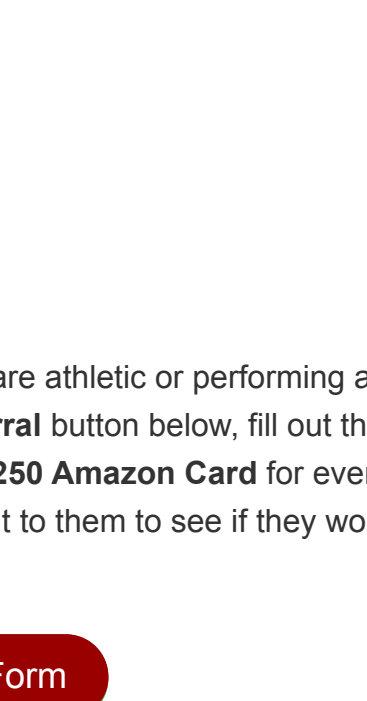 are athletic or performing a
rral button below, fill out th
250 Amazon Card for ever
t to them to see if they wo
Form